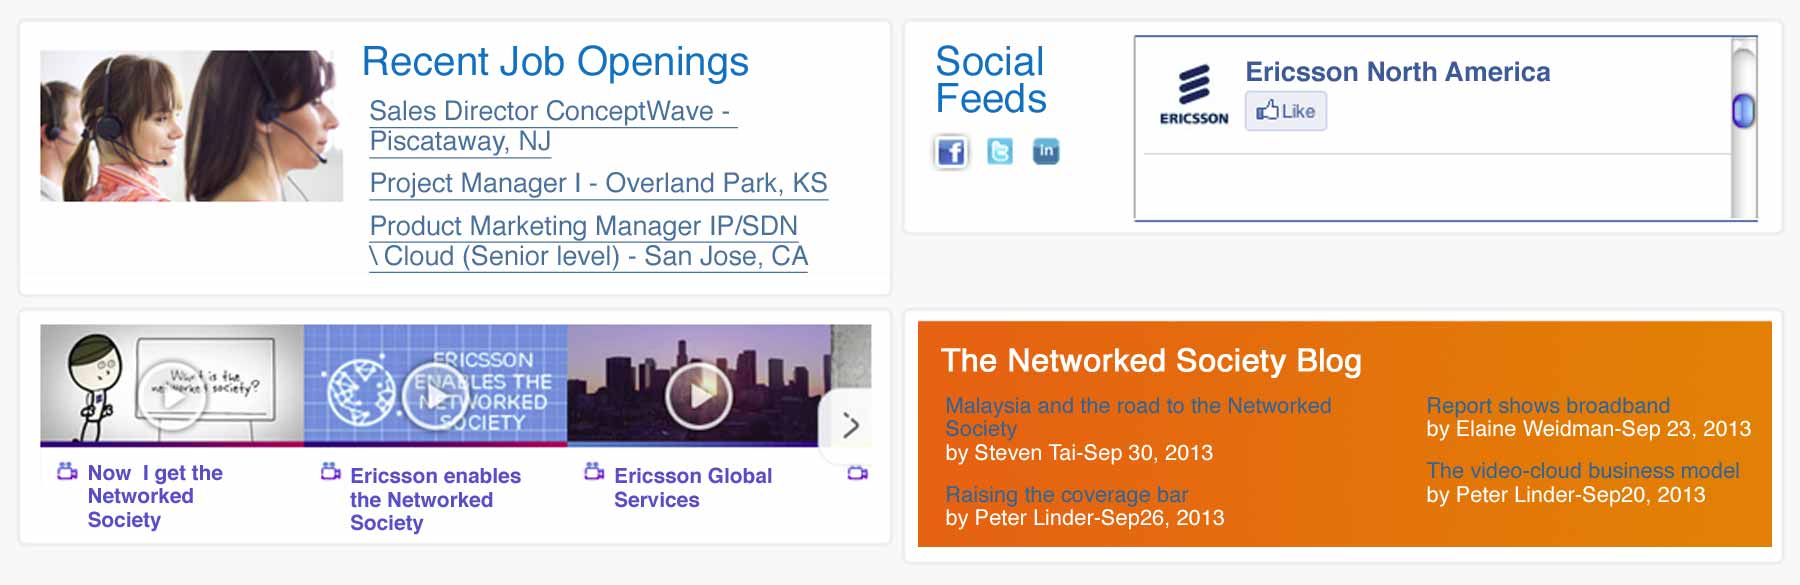 Recent Job Openings
Sales Director ConceptWave -
Piscataway, NJ
Project Manager I - Overland Park, KS
Product Marketing Manager IP/SDN
\ Cloud (Senior level) - San Jose, CA
Social
Feeds
f
t
in
ERICSSON
Ericsson North America
Like
What is the
networked society?
ERICSSON
ENABLES THE
NETWORKED
SOCIETY
Now I get the
Networked
Society
Ericsson enables
the Networked
Society
Ericsson Global
Services
The Networked Society Blog
Malaysia and the road to the Networked
Society
by Steven Tai-Sep 30, 2013
Raising the coverage bar
by Peter Linder-Sep26, 2013
Report shows broadband
by Elaine Weidman-Sep 23, 2013
The video-cloud business model
by Peter Linder-Sep20, 2013